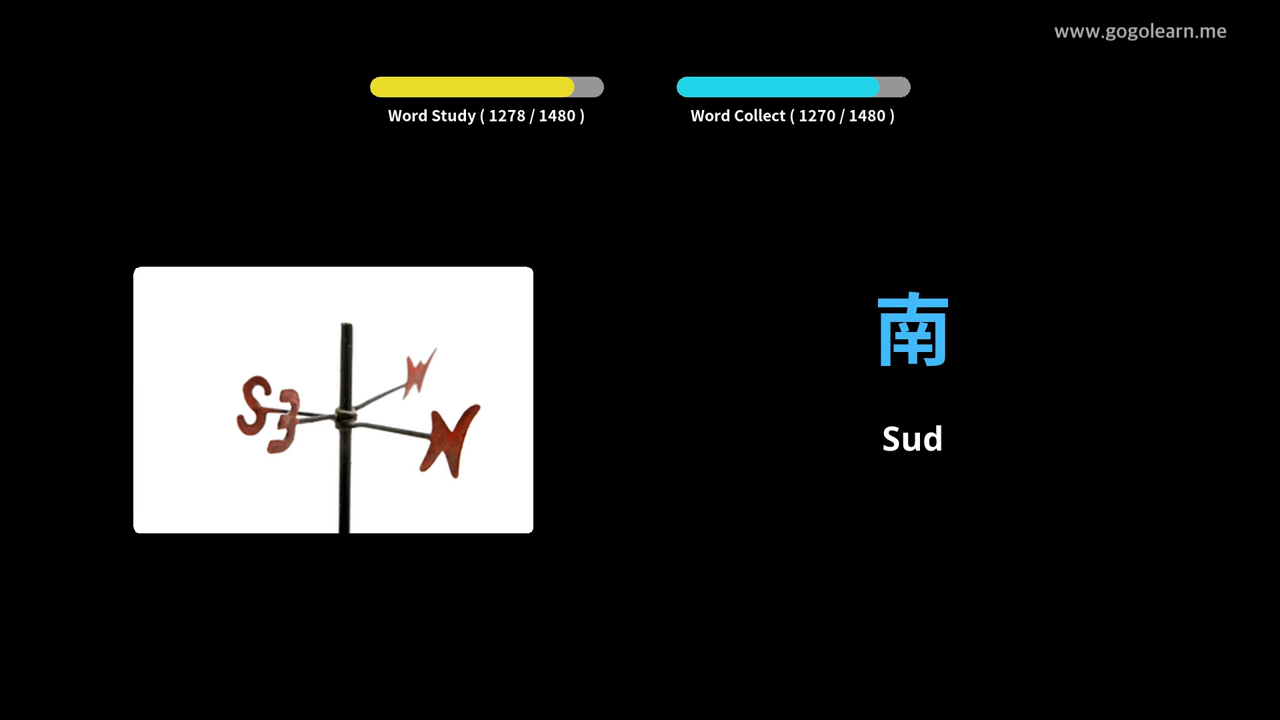 www.gogolearn.me
Word Study ( 1278 / 1480 )
Word Collect ( 1270 / 1480 )
S
E
N
南
Sud